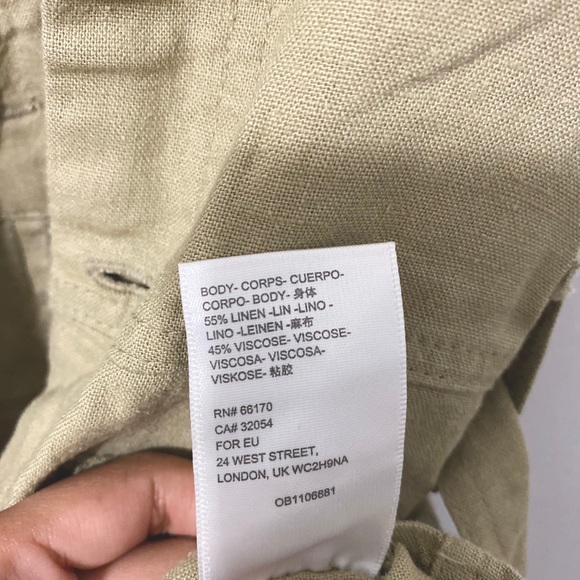 BODY- CORPS- CUERPO-
CORPO- BODY- 身体
55% LINEN -LIN -LINO -
LINO -LEINEN -麻布
45% VISCOSE- VISCOSE-
VISCOSA- VISCOSA-
VISKOSE- 粘胶
RN# 66170
CA# 32054
FOR EU
24 WEST STREET,
LONDON, UK WC2H9NA
OB1106881